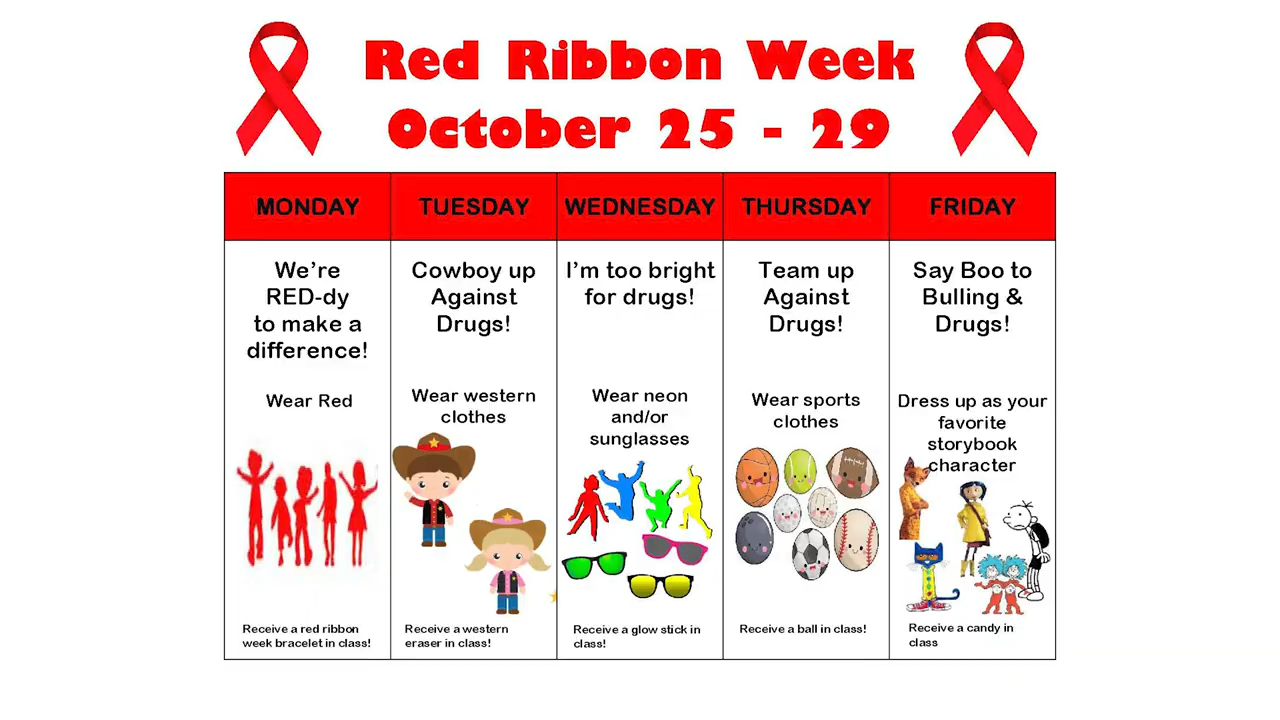 Red Ribbon Week
October 25 - 29
MONDAY
TUESDAY
WEDNESDAY
THURSDAY
FRIDAY
We're
RED-dy
to make a
difference!
Wear Red
Receive a red ribbon
week bracelet in class!
Cowboy up
Against
Drugs!
Wear western
clothes
Receive a western
eraser in class!
I'm too bright
for drugs!
Wear neon
and/or
sunglasses
Receive a glow stick in
class!
Team up
Against
Drugs!
Wear sports
clothes
Receive a ball in class!
Say Boo to
Bulling &
Drugs!
Dress up as your
favorite
storybook
character
Receive a candy in
class